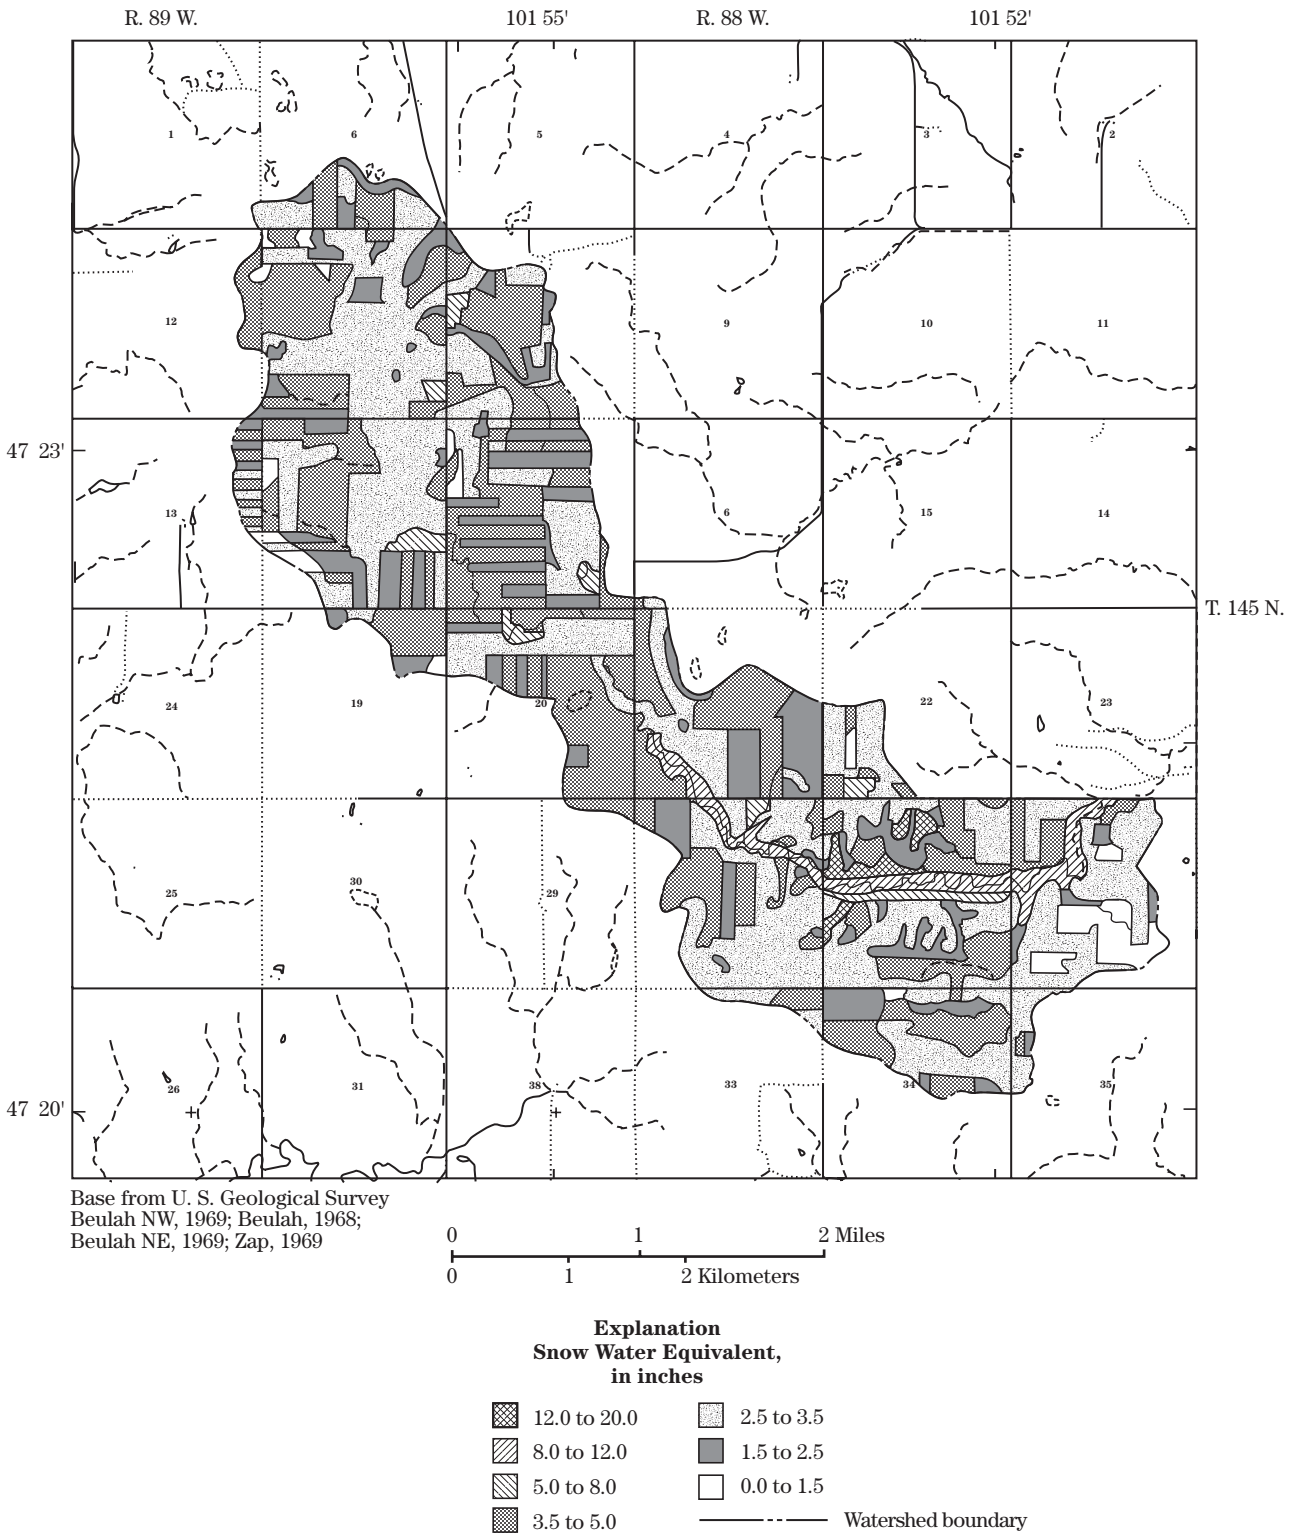 R. 89 W. 101 55' R. 88 W. 101 52'
1 6 5 4 3 2
12 9 10 11
47 23'
13 6 15 14
T. 145 N.
24 19 20 22 23
25 30 29
26 31 38 33 34 35
47 20'
Base from U. S. Geological Survey
Beulah NW, 1969; Beulah, 1968;
Beulah NE, 1969; Zap, 1969
0 1 2 Miles
0 1 2 Kilometers
Explanation
Snow Water Equivalent,
in inches
12.0 to 20.0 2.5 to 3.5
8.0 to 12.0 1.5 to 2.5
5.0 to 8.0 0.0 to 1.5
3.5 to 5.0 Watershed boundary